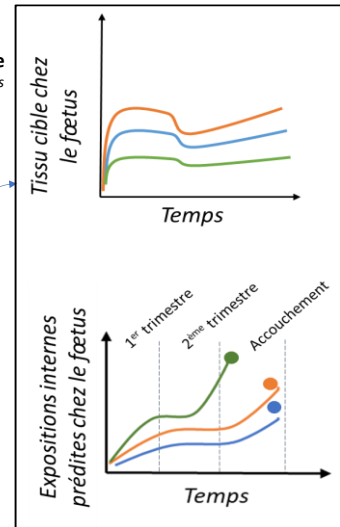 Tissu cible chez
le fœtus
Temps
1er trimestre
2ème trimestre
Accouchement
Expositions internes
prédites chez le fœtus
Temps